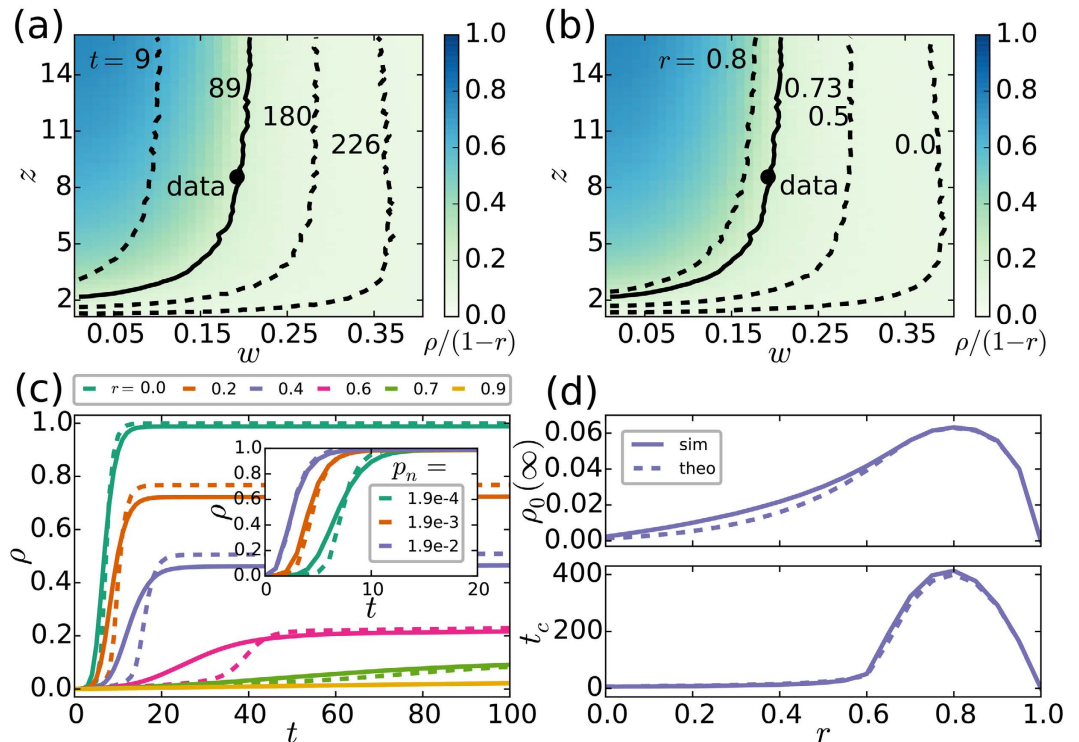 (a)
t = 9
89
180
226
data
z
14
11
8
5
2
0.05
0.15
0.25
0.35
w
1.0
0.8
0.6
0.4
0.2
0.0
ρ/(1−r)
(b)
r = 0.8
0.73
0.5
0.0
data
z
14
11
8
5
2
0.05
0.15
0.25
0.35
w
1.0
0.8
0.6
0.4
0.2
0.0
ρ/(1−r)
(c)
r = 0.0
0.2
0.4
0.6
0.7
0.9
ρ
1.0
0.8
0.6
0.4
0.2
0.0
0
20
40
60
80
100
t
ρ
1.0
0.8
0.6
0.4
0.2
0.0
0
10
20
t
pₙ =
1.9e-4
1.9e-3
1.9e-2
(d)
sim
theo
ρ₀(∞)
0.06
0.04
0.02
0.00
t_c
400
200
0
0.0
0.2
0.4
0.6
0.8
1.0
r